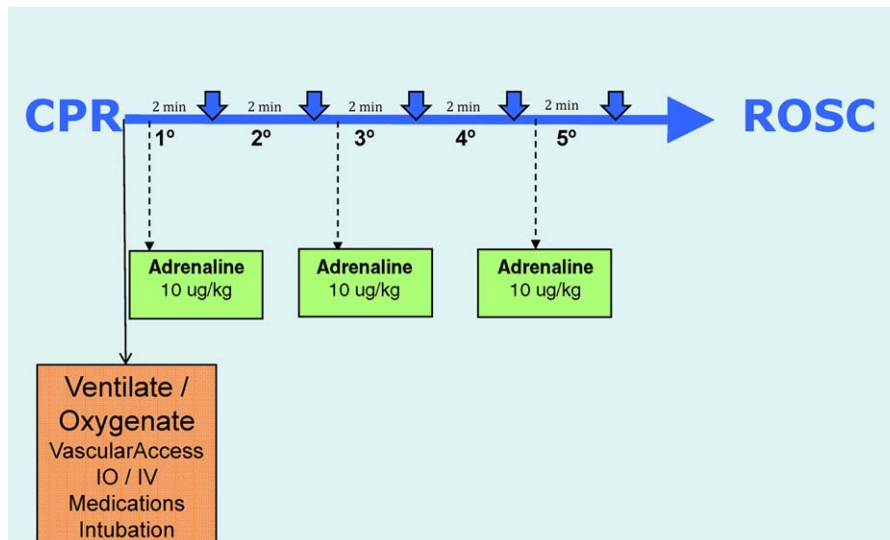 CPR
2 min
2 min
2 min
2 min
2 min
ROSC
1º
2º
3º
4º
5º
Adrenaline
10 ug/kg
Adrenaline
10 ug/kg
Adrenaline
10 ug/kg
Ventilate /
Oxygenate
VascularAccess
IO / IV
Medications
Intubation